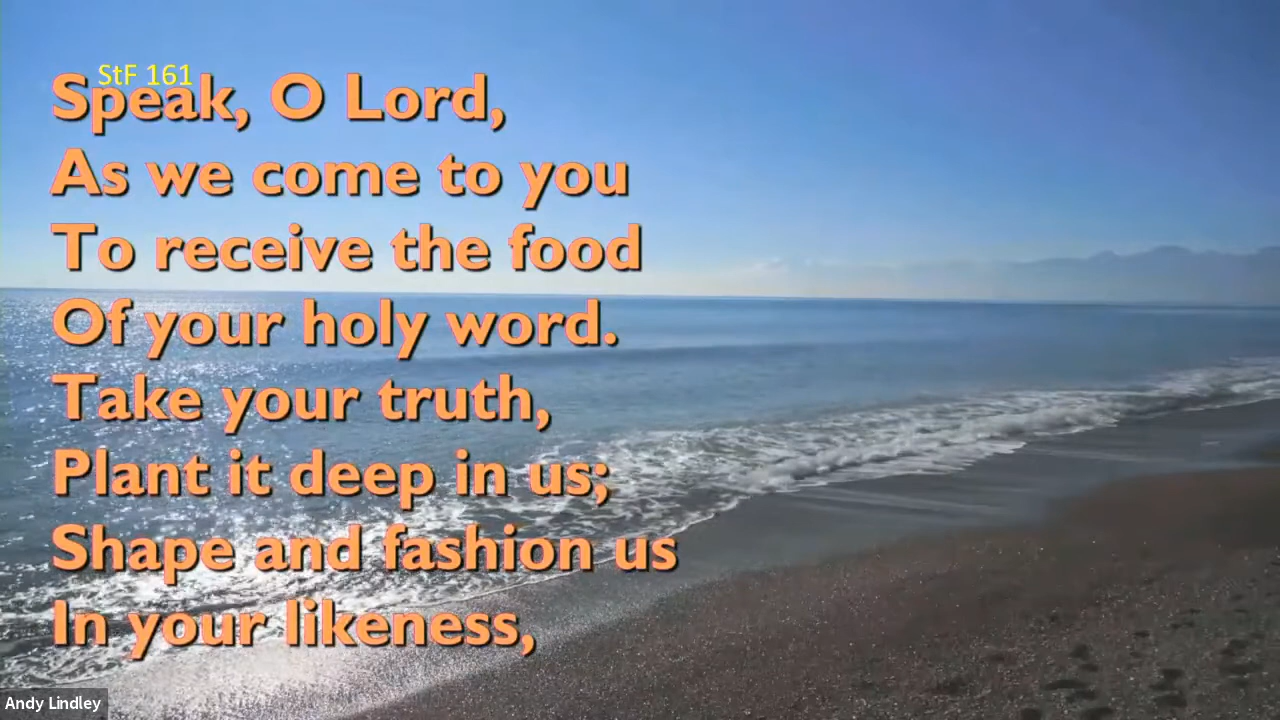 StF 161
Speak, O Lord,
As we come to you
To receive the food
Of your holy word.
Take your truth,
Plant it deep in us;
Shape and fashion us
In your likeness,
Andy Lindley